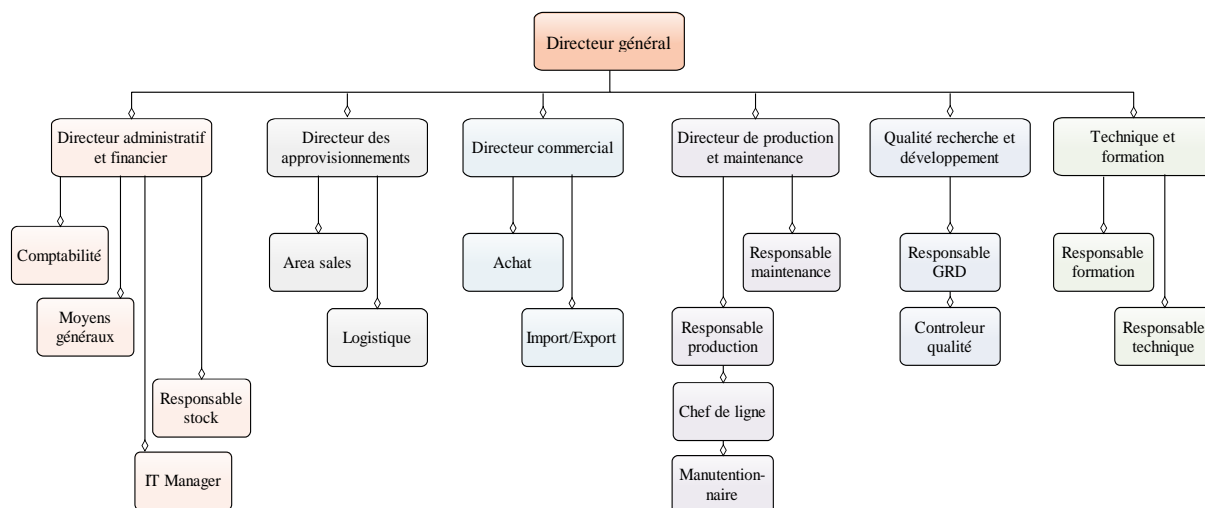 Directeur général
Directeur administratif
et financier
Directeur des
approvisionnements
Directeur commercial
Directeur de production
et maintenance
Qualité recherche et
développement
Technique et
formation
Comptabilité
Area sales
Achat
Responsable
maintenance
Responsable
GRD
Responsable
formation
Moyens
généraux
Logistique
Import/Export
Responsable
production
Controleur
qualité
Responsable
technique
Responsable
stock
Chef de ligne
IT Manager
Manutention-
naire